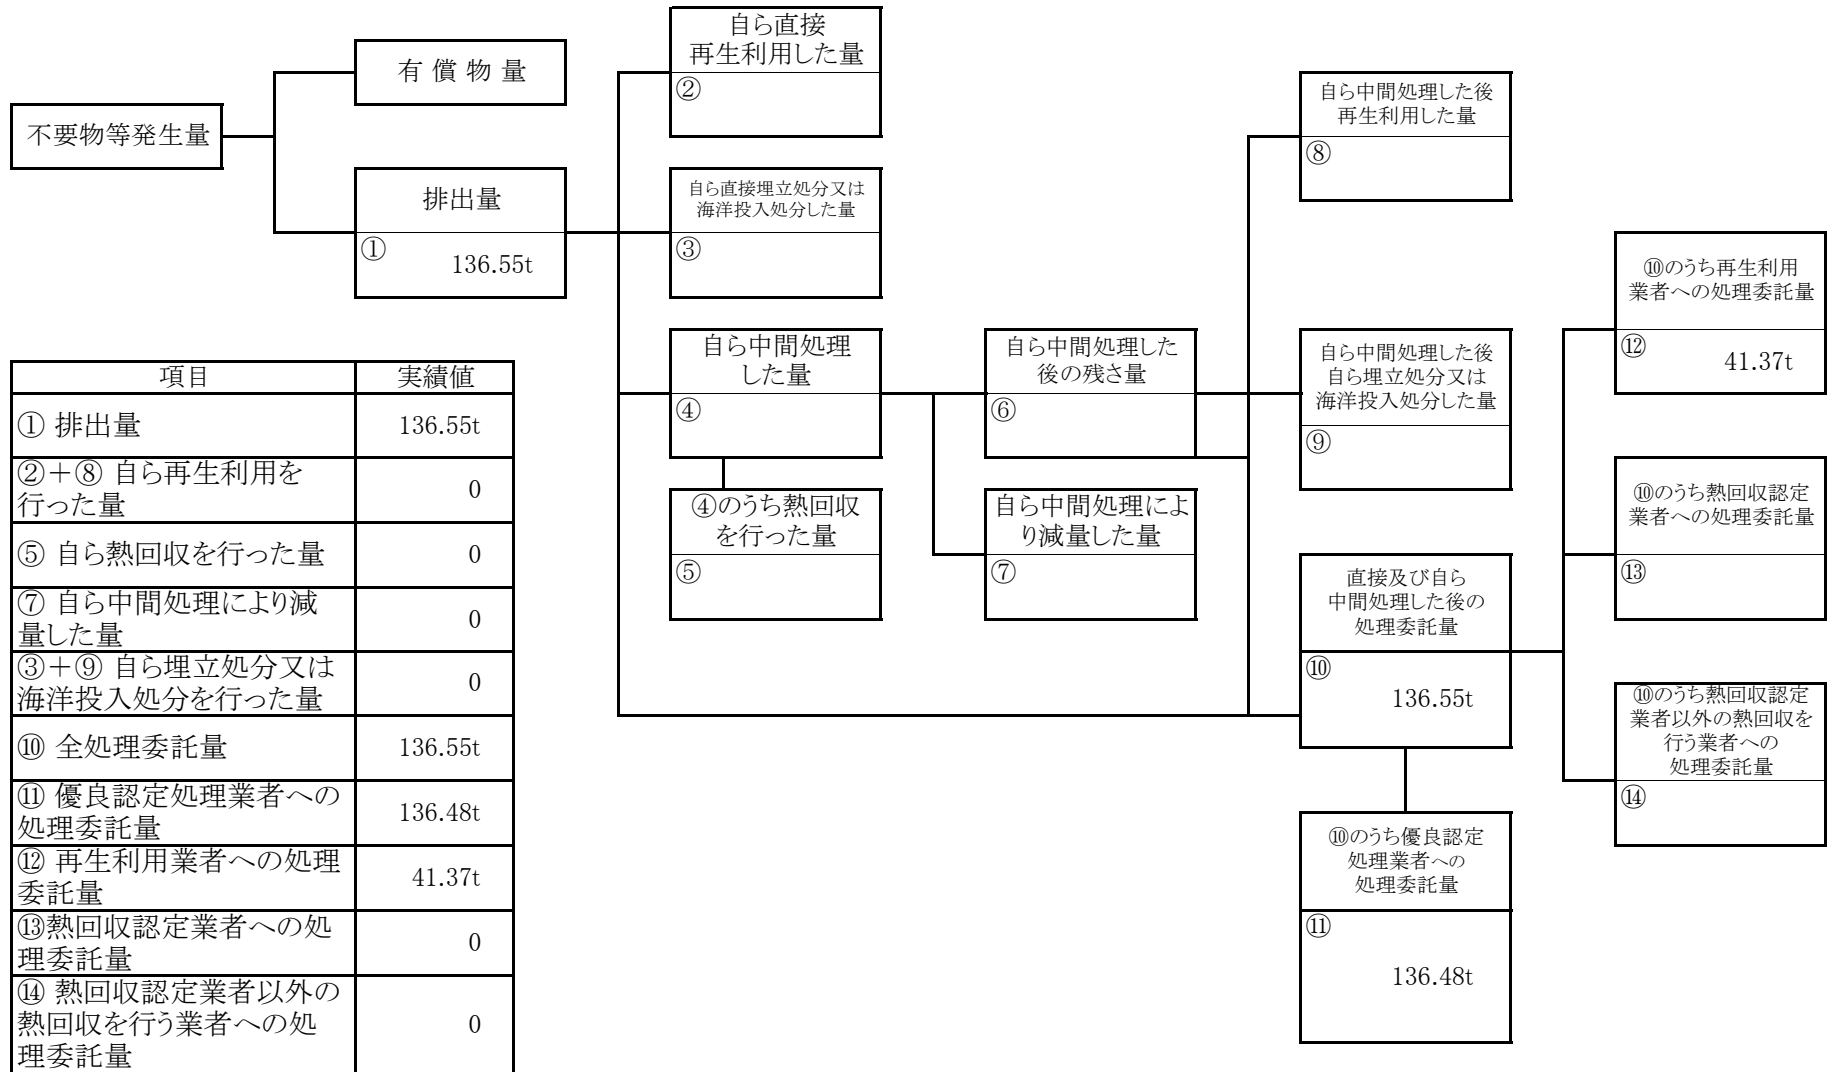 不要物等発生量
有 償 物 量
排出量
①
136.55t
自ら直接
再生利用した量
②
自ら直接埋立処分又は
海洋投入処分した量
③
自ら中間処理
した量
④
④のうち熱回収
を行った量
⑤
自ら中間処理した
後の残さ量
⑥
自ら中間処理によ
り減量した量
⑦
自ら中間処理した後
再生利用した量
⑧
自ら中間処理した後
自ら埋立処分又は
海洋投入処分した量
⑨
直接及び自ら
中間処理した後の
処理委託量
⑩
136.55t
⑩のうち優良認定
処理業者への
処理委託量
⑪
136.48t
⑩のうち再生利用
業者への処理委託量
⑫
41.37t
⑩のうち熱回収認定
業者への処理委託量
⑬
⑩のうち熱回収認定
業者以外の熱回収を
行う業者への
処理委託量
⑭
項目 実績値
① 排出量 136.55t
②+⑧ 自ら再生利用を
行った量 0
⑤ 自ら熱回収を行った量 0
⑦ 自ら中間処理により減
量した量 0
③+⑨ 自ら埋立処分又は
海洋投入処分を行った量 0
⑩ 全処理委託量 136.55t
⑪ 優良認定処理業者への
処理委託量 136.48t
⑫ 再生利用業者への処理
委託量 41.37t
⑬熱回収認定業者への処
理委託量 0
⑭ 熱回収認定業者以外の
熱回収を行う業者への処
理委託量 0